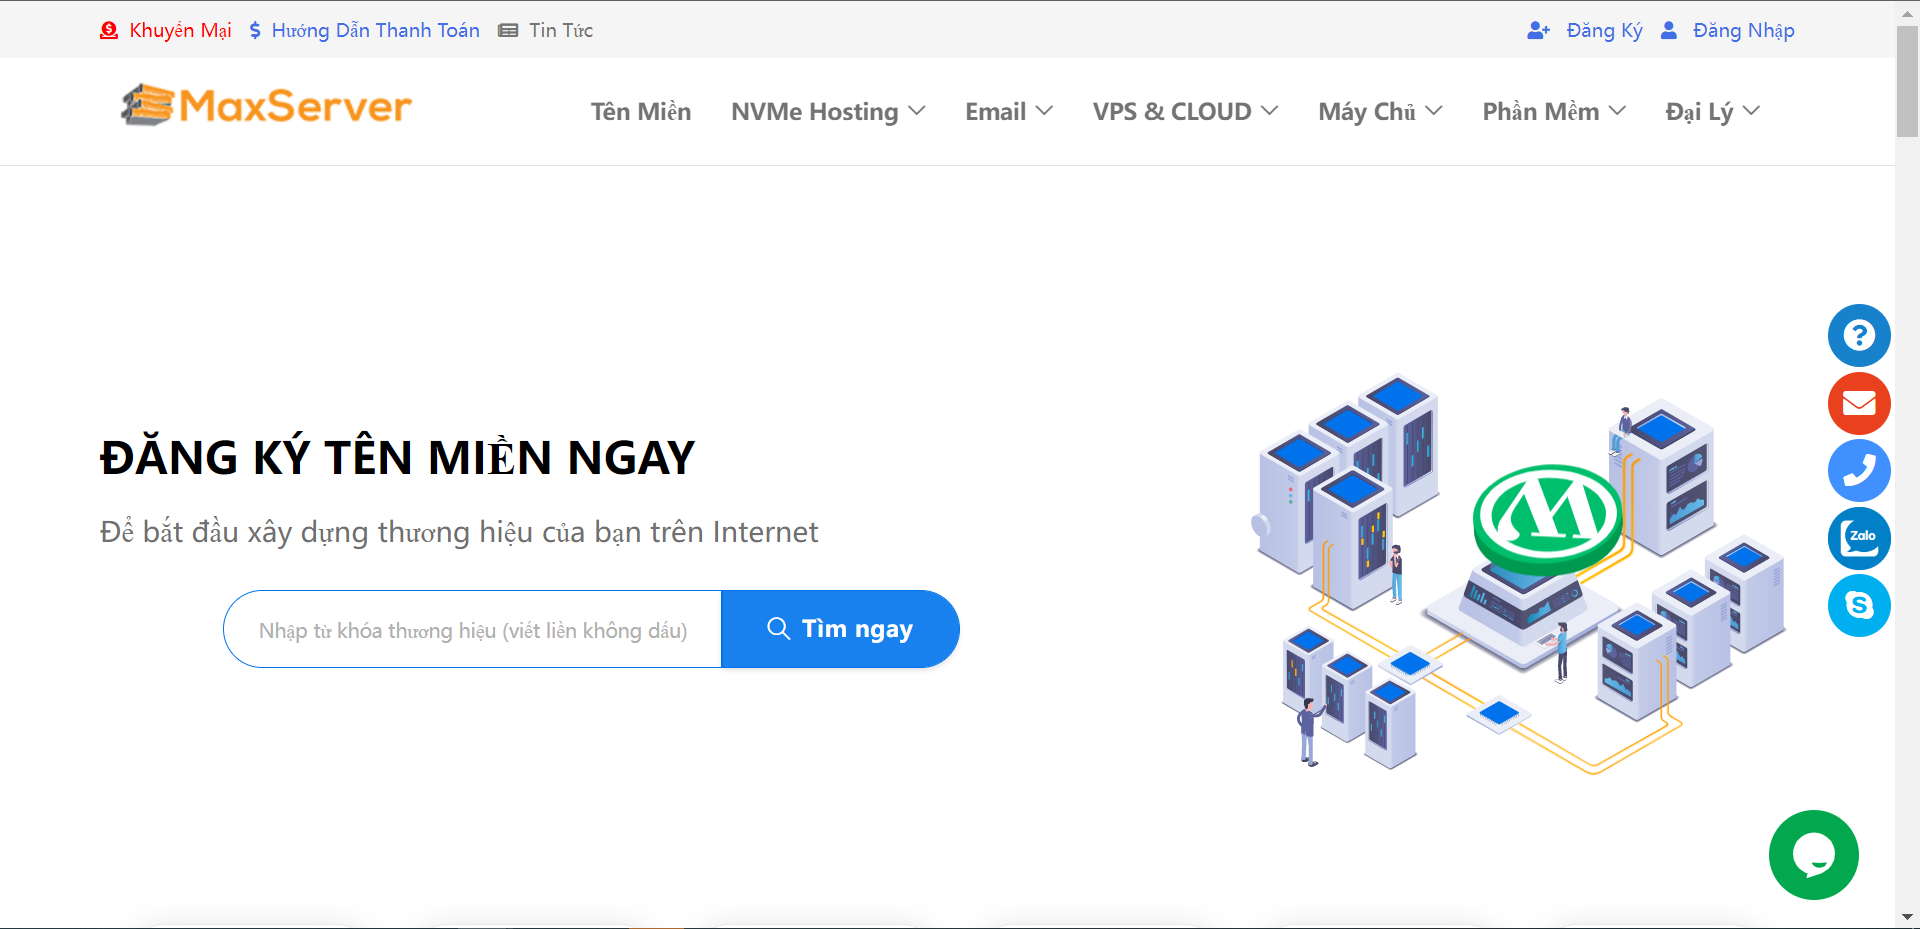 Khuyến Mại Hướng Dẫn Thanh Toán Tin Tức Đăng Ký Đăng Nhập
MaxServer Tên Miền NVMe Hosting Email VPS & CLOUD Máy Chủ Phần Mềm Đại Lý
ĐĂNG KÝ TÊN MIỀN NGAY
Để bắt đầu xây dựng thương hiệu của bạn trên Internet
Nhập từ khóa thương hiệu (viết liền không dấu) Tìm ngay
Zalo